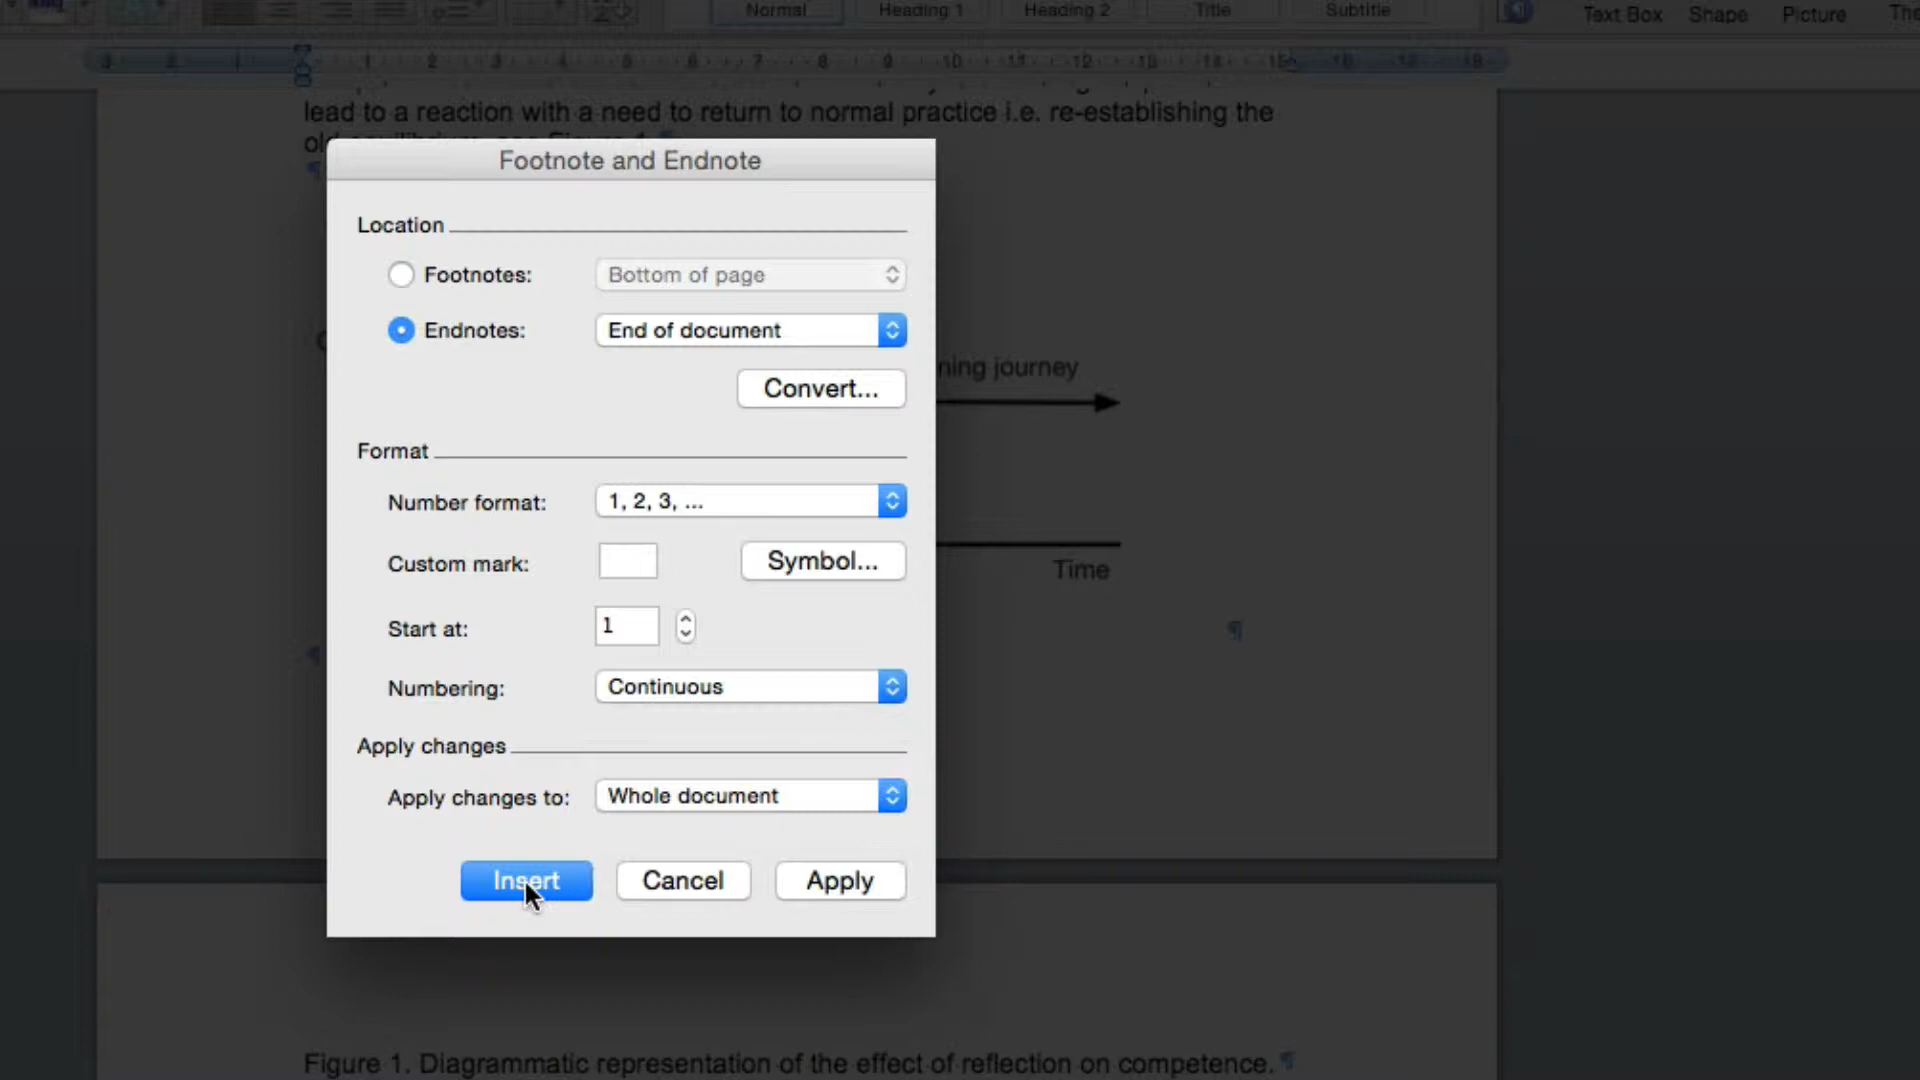 Normal
Heading 1
Heading 2
Title
Subtitle
Text Box
Shape
Picture
lead to a reaction with a need to return to normal practice i.e. re-establishing the
Footnote and Endnote
Location
Footnotes:
Bottom of page
Endnotes:
End of document
Convert...
ning journey
Format
Number format:
1, 2, 3, ...
Custom mark:
Symbol...
Time
Start at:
1
Numbering:
Continuous
Apply changes
Apply changes to:
Whole document
Insert
Cancel
Apply
Figure 1. Diagrammatic representation of the effect of reflection on competence.